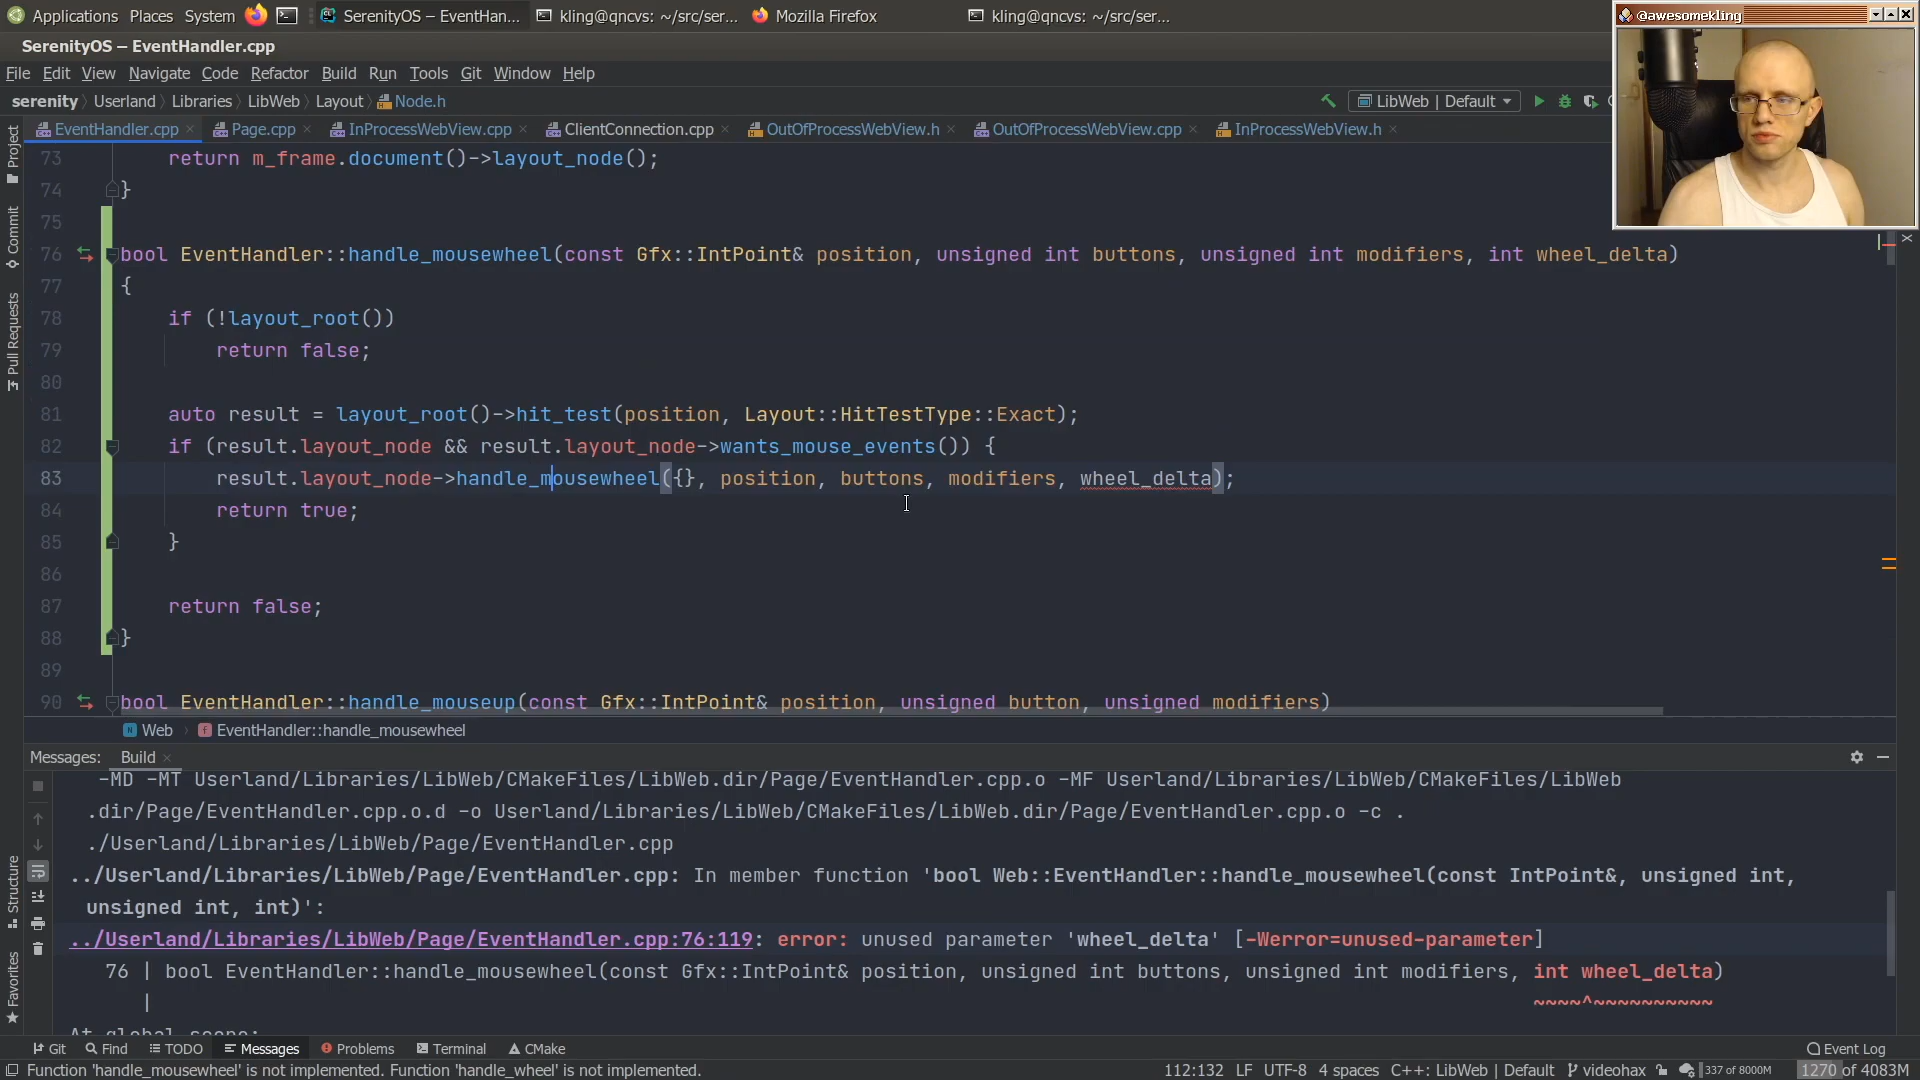 Applications Places System SerenityOS – EventHan... kling@qncvs: ~/src/ser... Mozilla Firefox kling@qncvs: ~/src/ser...
@awesomekling
SerenityOS – EventHandler.cpp
File Edit View Navigate Code Refactor Build Run Tools Git Window Help
serenity Userland Libraries LibWeb Layout Node.h LibWeb | Default
EventHandler.cpp Page.cpp InProcessWebView.cpp ClientConnection.cpp OutOfProcessWebView.h OutOfProcessWebView.cpp InProcessWebView.h
Project
Commit
Pull Requests
Structure
Favorites
73 return m_frame.document()->layout_node();
74 }
75
76 bool EventHandler::handle_mousewheel(const Gfx::IntPoint& position, unsigned int buttons, unsigned int modifiers, int wheel_delta)
77 {
78 if (!layout_root())
79 return false;
80
81 auto result = layout_root()->hit_test(position, Layout::HitTestType::Exact);
82 if (result.layout_node && result.layout_node->wants_mouse_events()) {
83 result.layout_node->handle_mousewheel({}, position, buttons, modifiers, wheel_delta);
84 return true;
85 }
86
87 return false;
88 }
89
90 bool EventHandler::handle_mouseup(const Gfx::IntPoint& position, unsigned button, unsigned modifiers)
Web EventHandler::handle_mousewheel
Messages: Build
-MD -MT Userland/Libraries/LibWeb/CMakeFiles/LibWeb.dir/Page/EventHandler.cpp.o -MF Userland/Libraries/LibWeb/CMakeFiles/LibWeb
.dir/Page/EventHandler.cpp.o.d -o Userland/Libraries/LibWeb/CMakeFiles/LibWeb.dir/Page/EventHandler.cpp.o -c .
./Userland/Libraries/LibWeb/Page/EventHandler.cpp
../Userland/Libraries/LibWeb/Page/EventHandler.cpp: In member function 'bool Web::EventHandler::handle_mousewheel(const IntPoint&, unsigned int,
unsigned int, int)':
../Userland/Libraries/LibWeb/Page/EventHandler.cpp:76:119: error: unused parameter 'wheel_delta' [-Werror=unused-parameter]
76 | bool EventHandler::handle_mousewheel(const Gfx::IntPoint& position, unsigned int buttons, unsigned int modifiers, int wheel_delta)
| ~~~~^~~~~~~~~~~
At global scope:
Git Find TODO Messages Problems Terminal CMake Event Log
Function 'handle_mousewheel' is not implemented. Function 'handle_wheel' is not implemented. 112:132 LF UTF-8 4 spaces C++: LibWeb | Default videohax 337 of 8000M 1270 of 4083M